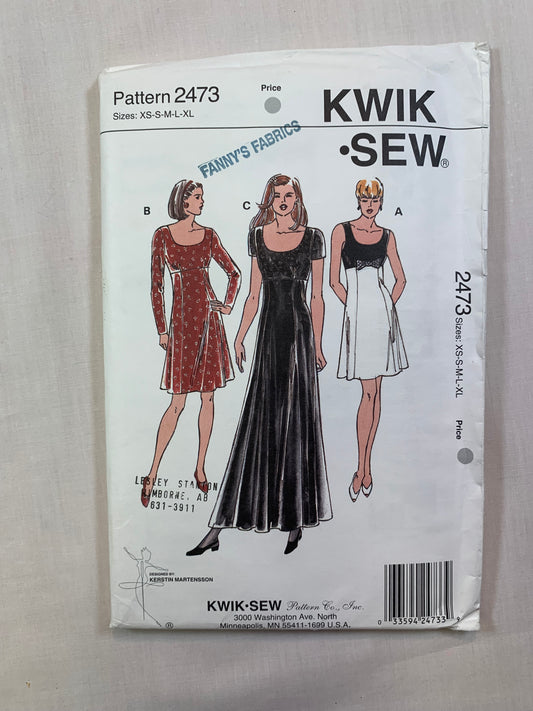 Pattern 2473
Sizes: XS-S-M-L-XL
Price
KWIK
•SEW®
FANNY'S FABRICS
B
C
A
2473 Sizes: XS-S-M-L-XL
Price
LESLEY STANTON
631-3911
DESIGNED BY:
KERSTIN MARTENSSON
®
KWIK•SEW Pattern Co., Inc.
3000 Washington Ave. North
Minneapolis, MN 55411-1699 U.S.A.
0 33594 24733 9